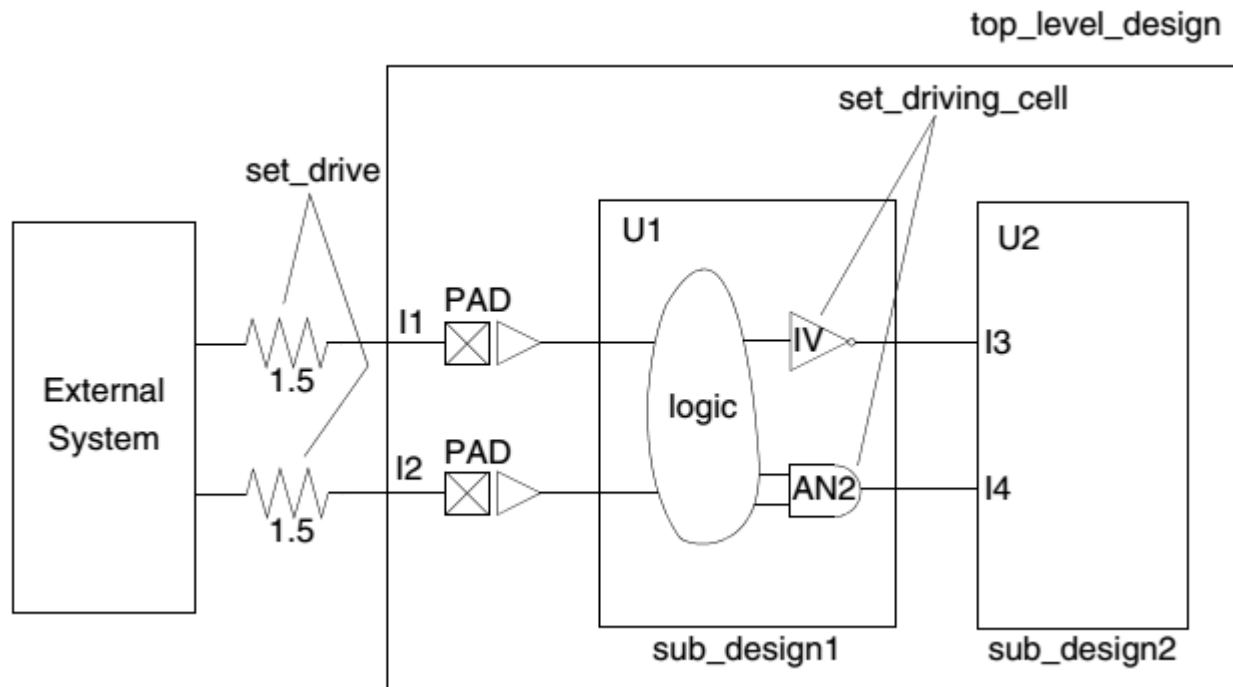 top_level_design
set_driving_cell
set_drive
U1
U2
PAD
I1
IV
I3
1.5
External
System
logic
PAD
I2
AN2
I4
1.5
sub_design1
sub_design2